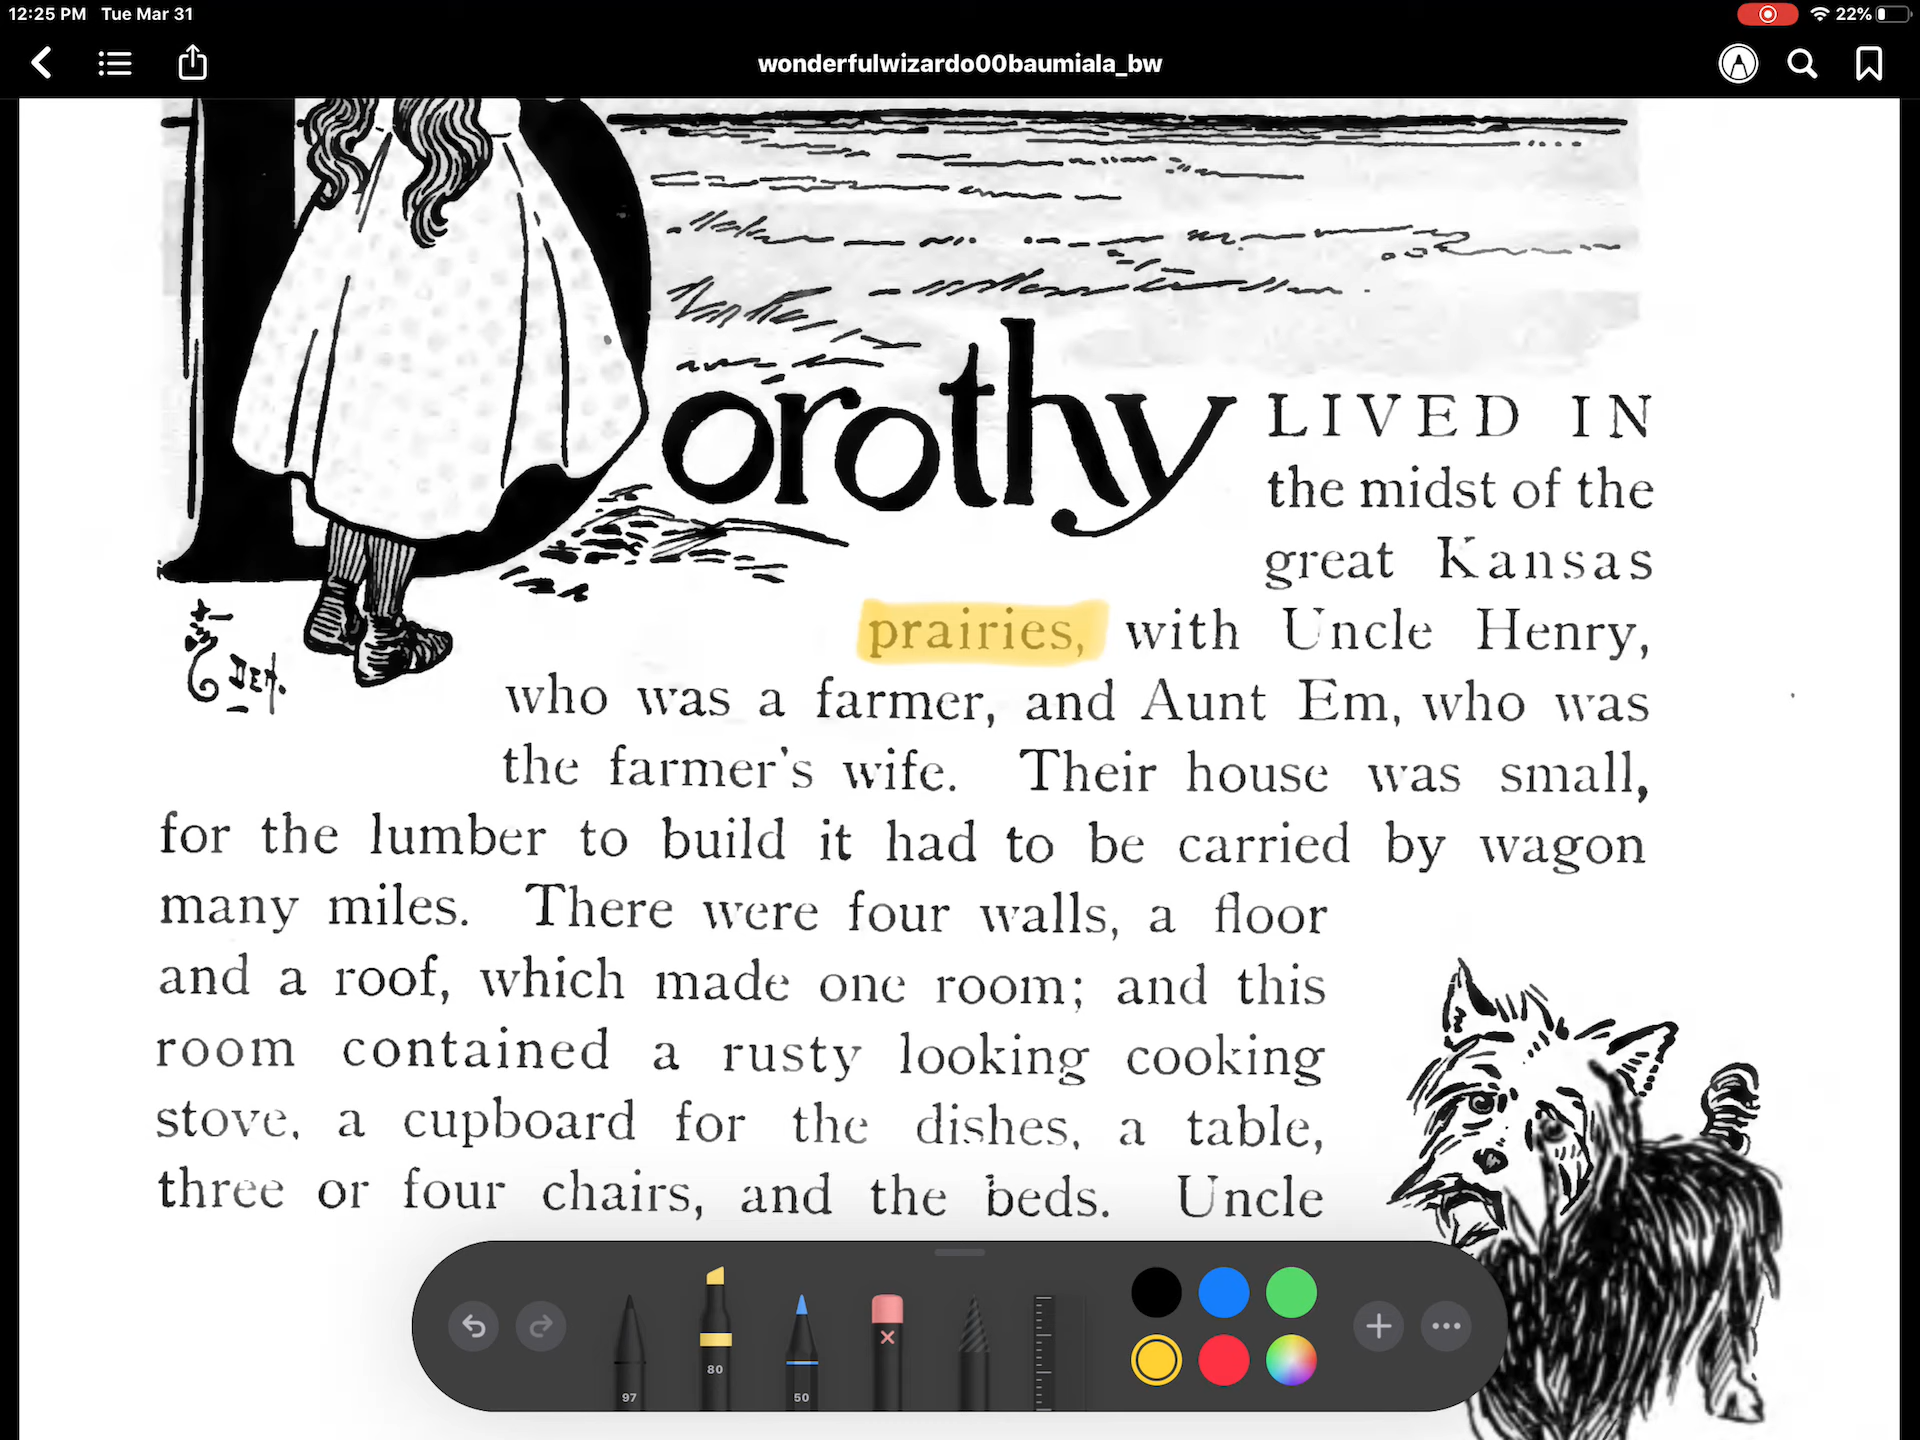 12:25 PM Tue Mar 31
22%
wonderfulwizardo00baumiala_bw
Dorothy LIVED IN
the midst of the
great Kansas
prairies, with Uncle Henry,
who was a farmer, and Aunt Em, who was
the farmer's wife. Their house was small,
for the lumber to build it had to be carried by wagon
many miles. There were four walls, a floor
and a roof, which made one room; and this
room contained a rusty looking cooking
stove, a cupboard for the dishes, a table,
three or four chairs, and the beds. Uncle
DEN.
97
80
50